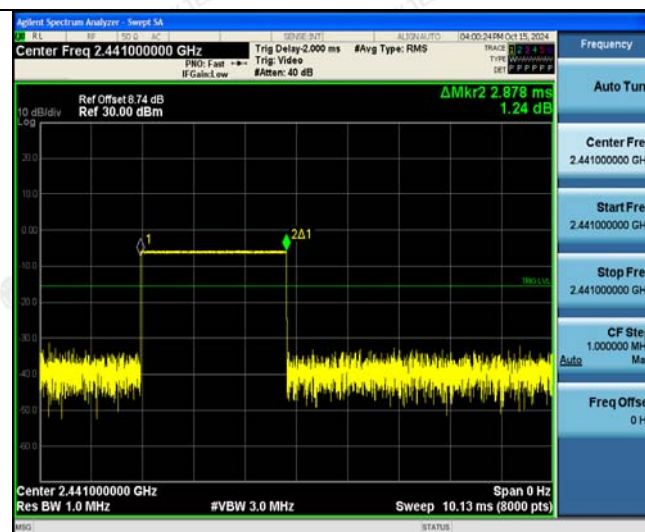 Agilent Spectrum Analyzer - Swept SA
RL RF 50 Ω AC SENSE:INT ALIGNAUTO 04:00:24 PM Oct 15, 2024
Center Freq 2.441000000 GHz
PNO: Fast
IFGain:Low
Trig Delay-2.000 ms
Trig: Video
#Atten: 40 dB
#Avg Type: RMS
TRACE 1 2 3 4 5 6
TYPE
DET P P P P P P
Frequency
Ref Offset 8.74 dB
10 dB/div Ref 30.00 dBm
Log
ΔMkr2 2.878 ms
1.24 dB
20.0
10.0
0.00
-20.0
-30.0
-40.0
-50.0
-60.0
1
2Δ1
TRIG LVL
Auto Tun
Center Fre
2.441000000 GH
Start Fre
2.441000000 GH
Stop Fre
2.441000000 GH
CF Ste
1.000000 MH
Auto Ma
Freq Offse
0 H
Center 2.441000000 GHz Span 0 Hz
Res BW 1.0 MHz #VBW 3.0 MHz Sweep 10.13 ms (8000 pts)
MSG STATUS